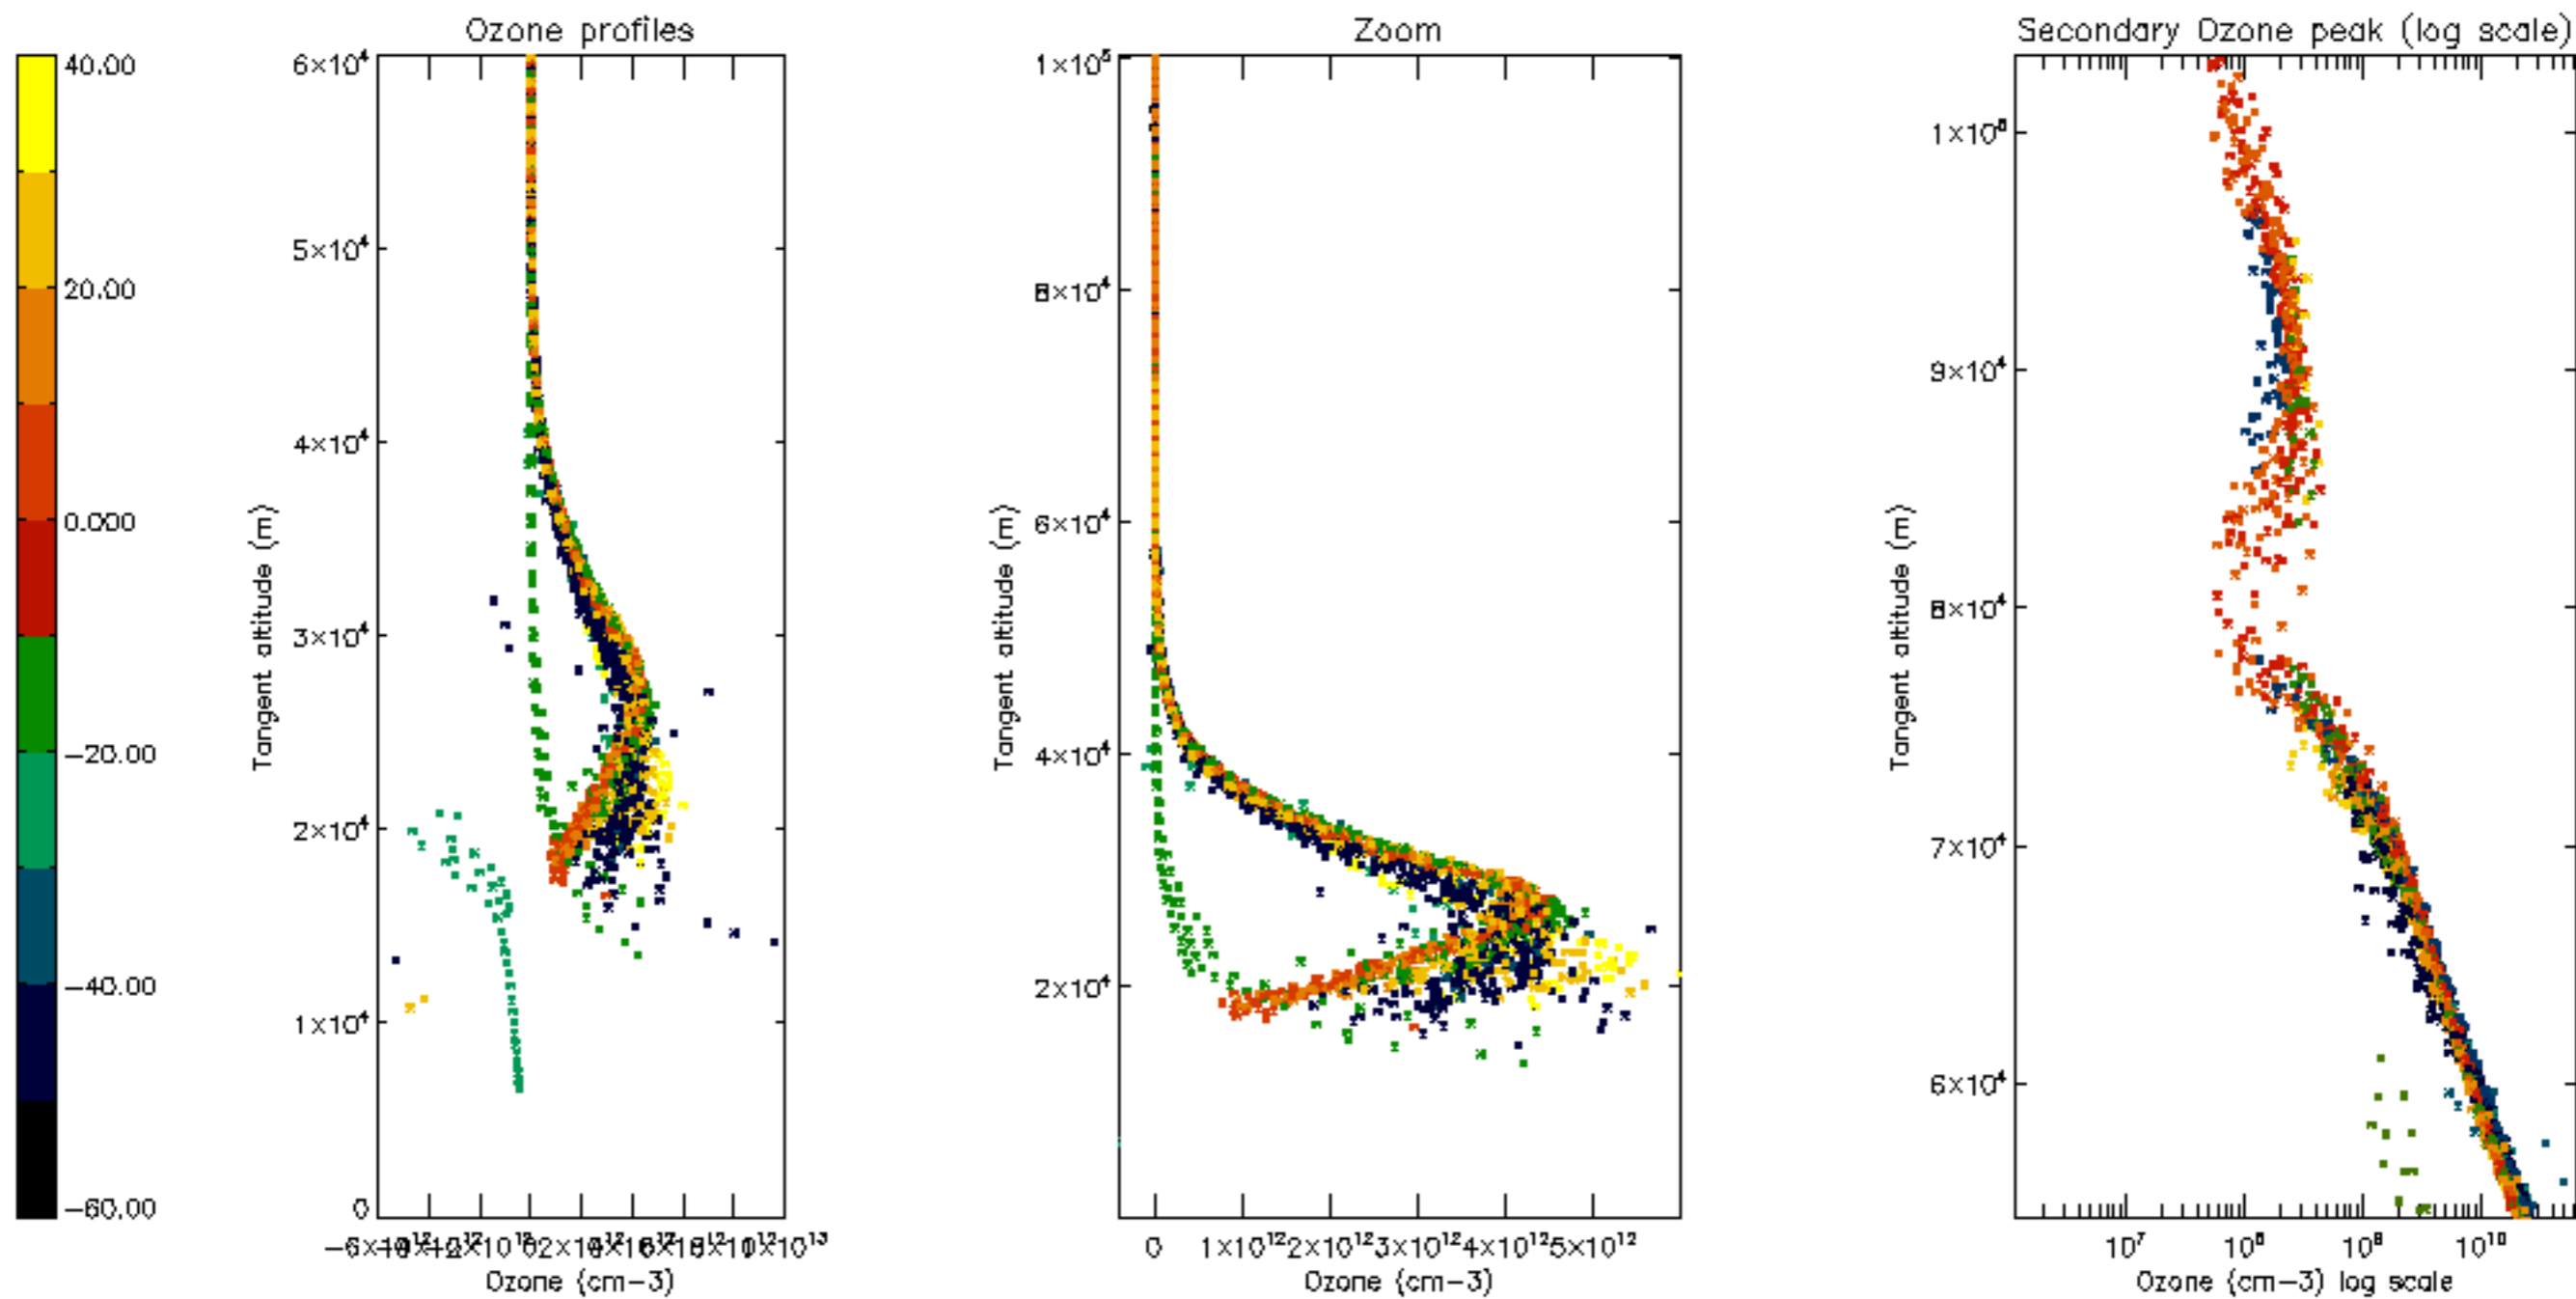 Ozone profiles
Zoom
Secondary Ozone peak (log scale)
40.00
20.00
0.000
−20.00
−40.00
−60.00
6×10⁴
5×10⁴
4×10⁴
3×10⁴
2×10⁴
1×10⁴
0
Tangent altitude (m)
Ozone (cm−3)
1×10⁵
8×10⁴
6×10⁴
4×10⁴
2×10⁴
Tangent altitude (m)
0 1×10¹² 2×10¹² 3×10¹² 4×10¹² 5×10¹²
Ozone (cm−3)
9×10⁴
8×10⁴
7×10⁴
6×10⁴
Tangent altitude (m)
10⁷ 10⁸ 10⁹ 10¹⁰
Ozone (cm−3) log scale